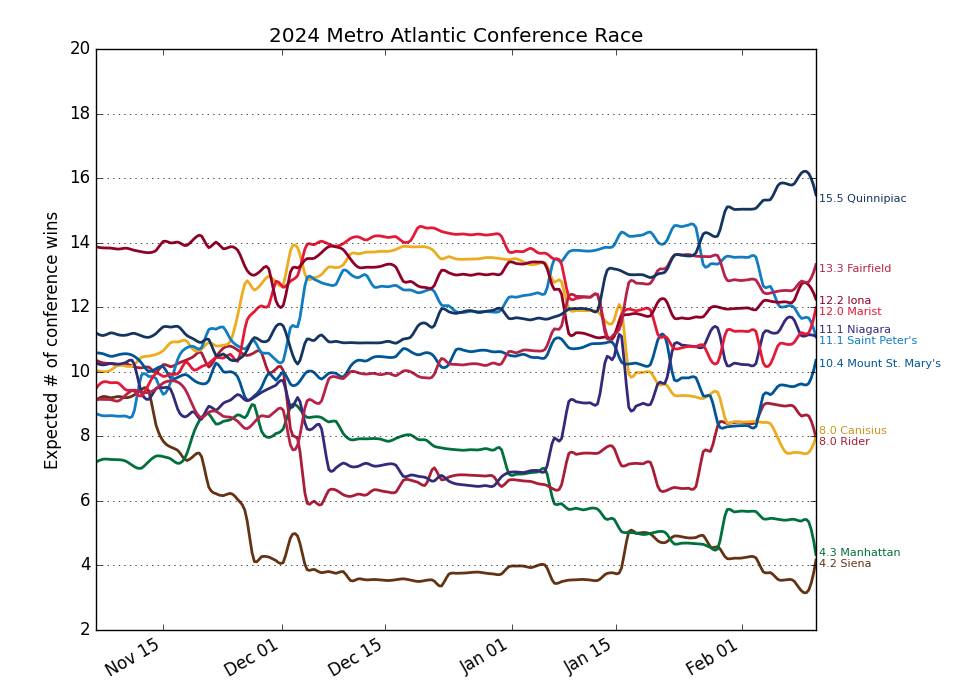 2024 Metro Atlantic Conference Race
Expected # of conference wins
20
18
16
14
12
10
8
6
4
2
Nov 15
Dec 01
Dec 15
Jan 01
Jan 15
Feb 01
15.5 Quinnipiac
13.3 Fairfield
12.2 Iona
12.0 Marist
11.1 Niagara
11.1 Saint Peter's
10.4 Mount St. Mary's
8.0 Canisius
8.0 Rider
4.3 Manhattan
4.2 Siena